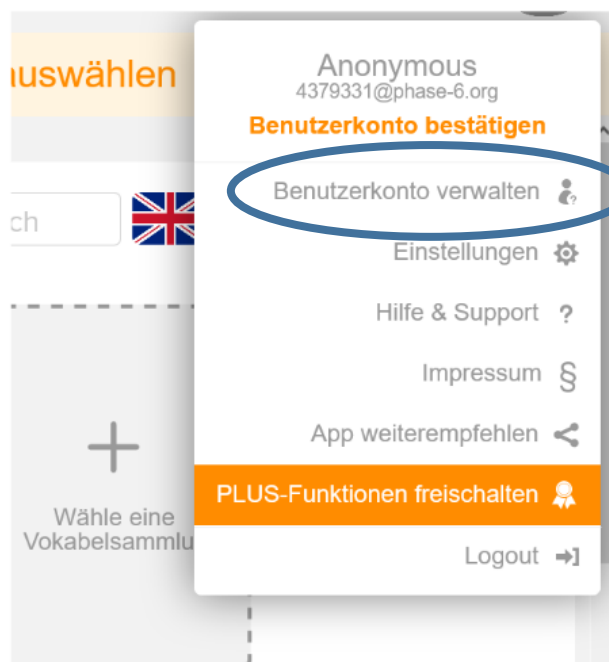 auswählen
Anonymous
4379331@phase-6.org
Benutzerkonto bestätigen
Benutzerkonto verwalten
ch
Einstellungen
Hilfe & Support ?
Impressum §
App weiterempfehlen
PLUS-Funktionen freischalten
Logout
Wähle eine
Vokabelsammlu